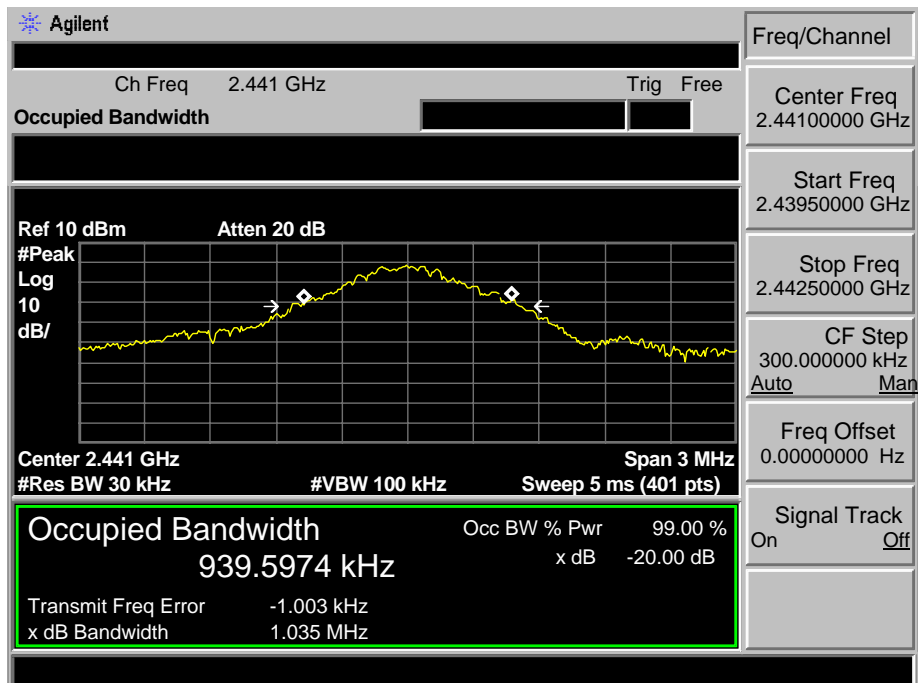 Agilent
Ch Freq 2.441 GHz Trig Free
Occupied Bandwidth
Ref 10 dBm Atten 20 dB
#Peak
Log
10
dB/
Center 2.441 GHz Span 3 MHz
#Res BW 30 kHz #VBW 100 kHz Sweep 5 ms (401 pts)
Occupied Bandwidth
939.5974 kHz
Occ BW % Pwr 99.00 %
x dB -20.00 dB
Transmit Freq Error -1.003 kHz
x dB Bandwidth 1.035 MHz
Freq/Channel
Center Freq
2.44100000 GHz
Start Freq
2.43950000 GHz
Stop Freq
2.44250000 GHz
CF Step
300.000000 kHz
Auto Man
Freq Offset
0.00000000 Hz
Signal Track
On Off